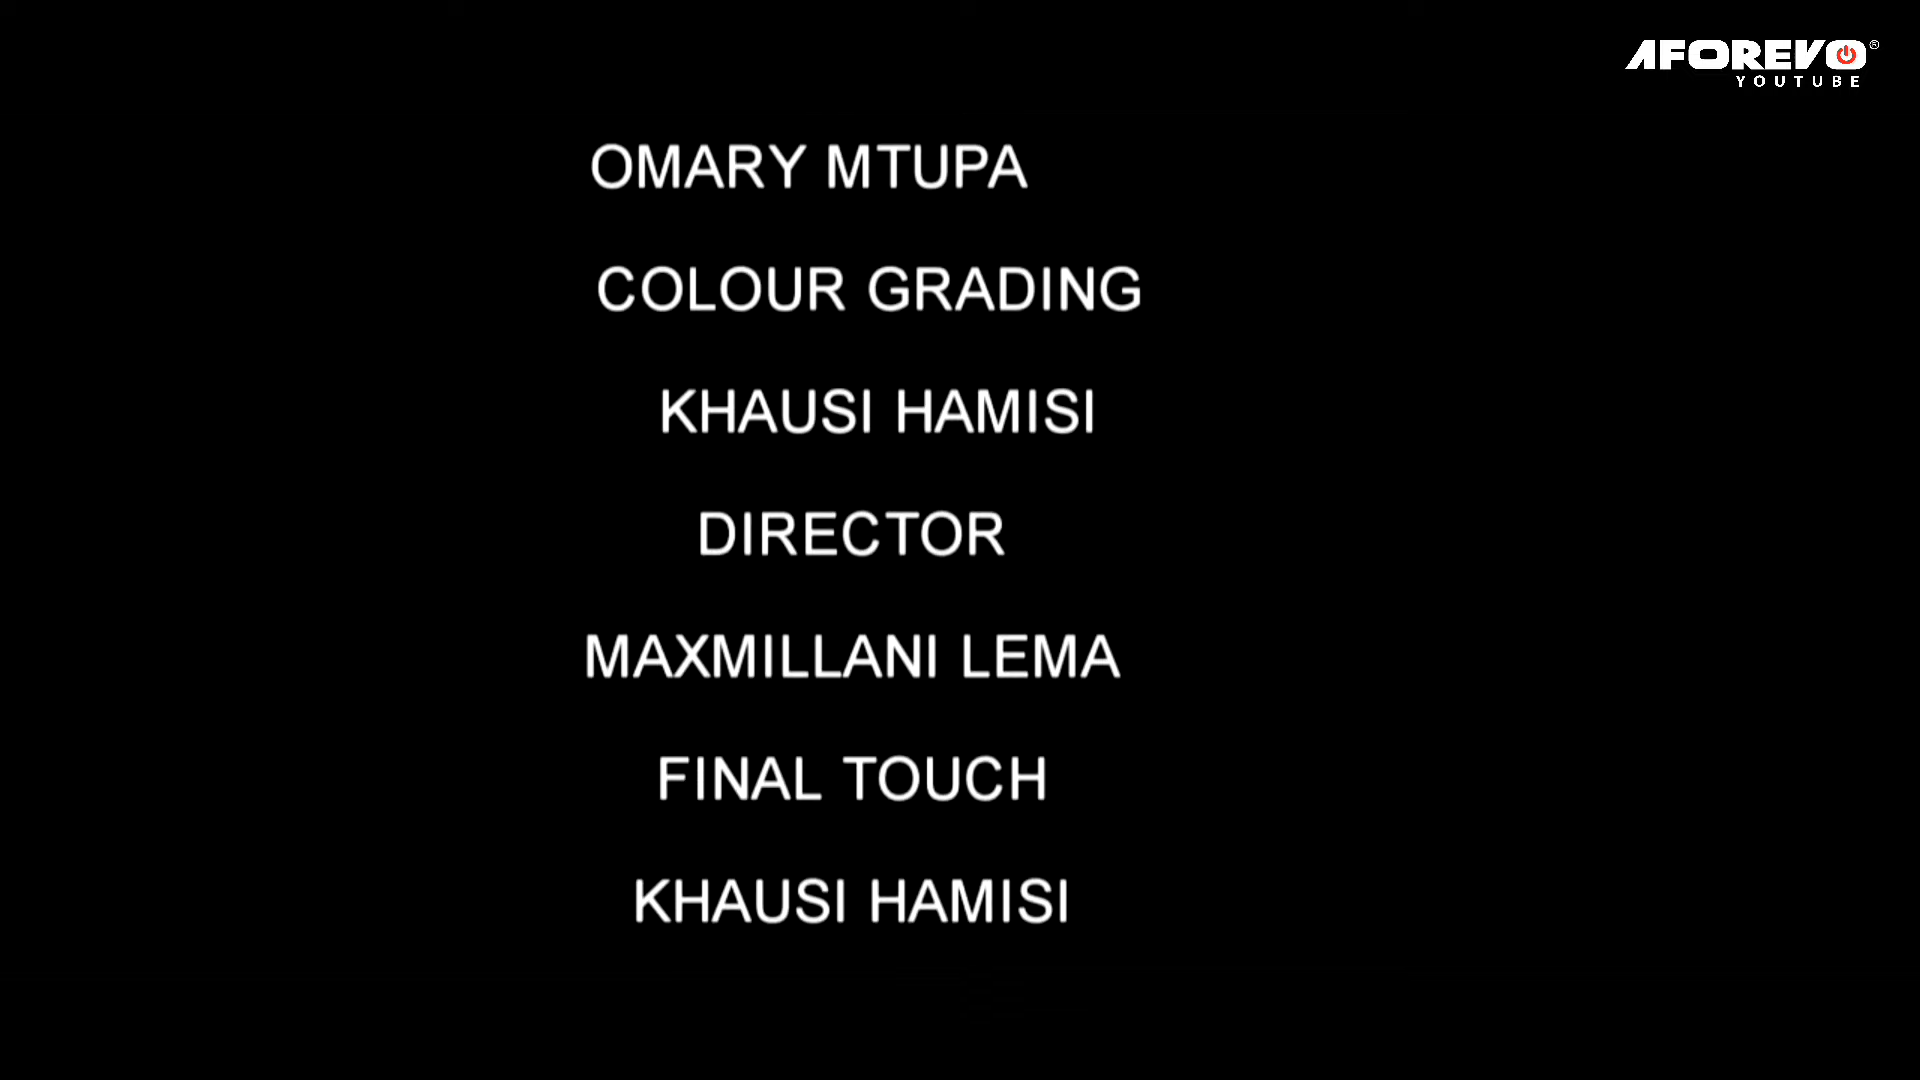 AFOREVO®
YOUTUBE
OMARY MTUPA
COLOUR GRADING
KHAUSI HAMISI
DIRECTOR
MAXMILLANI LEMA
FINAL TOUCH
KHAUSI HAMISI